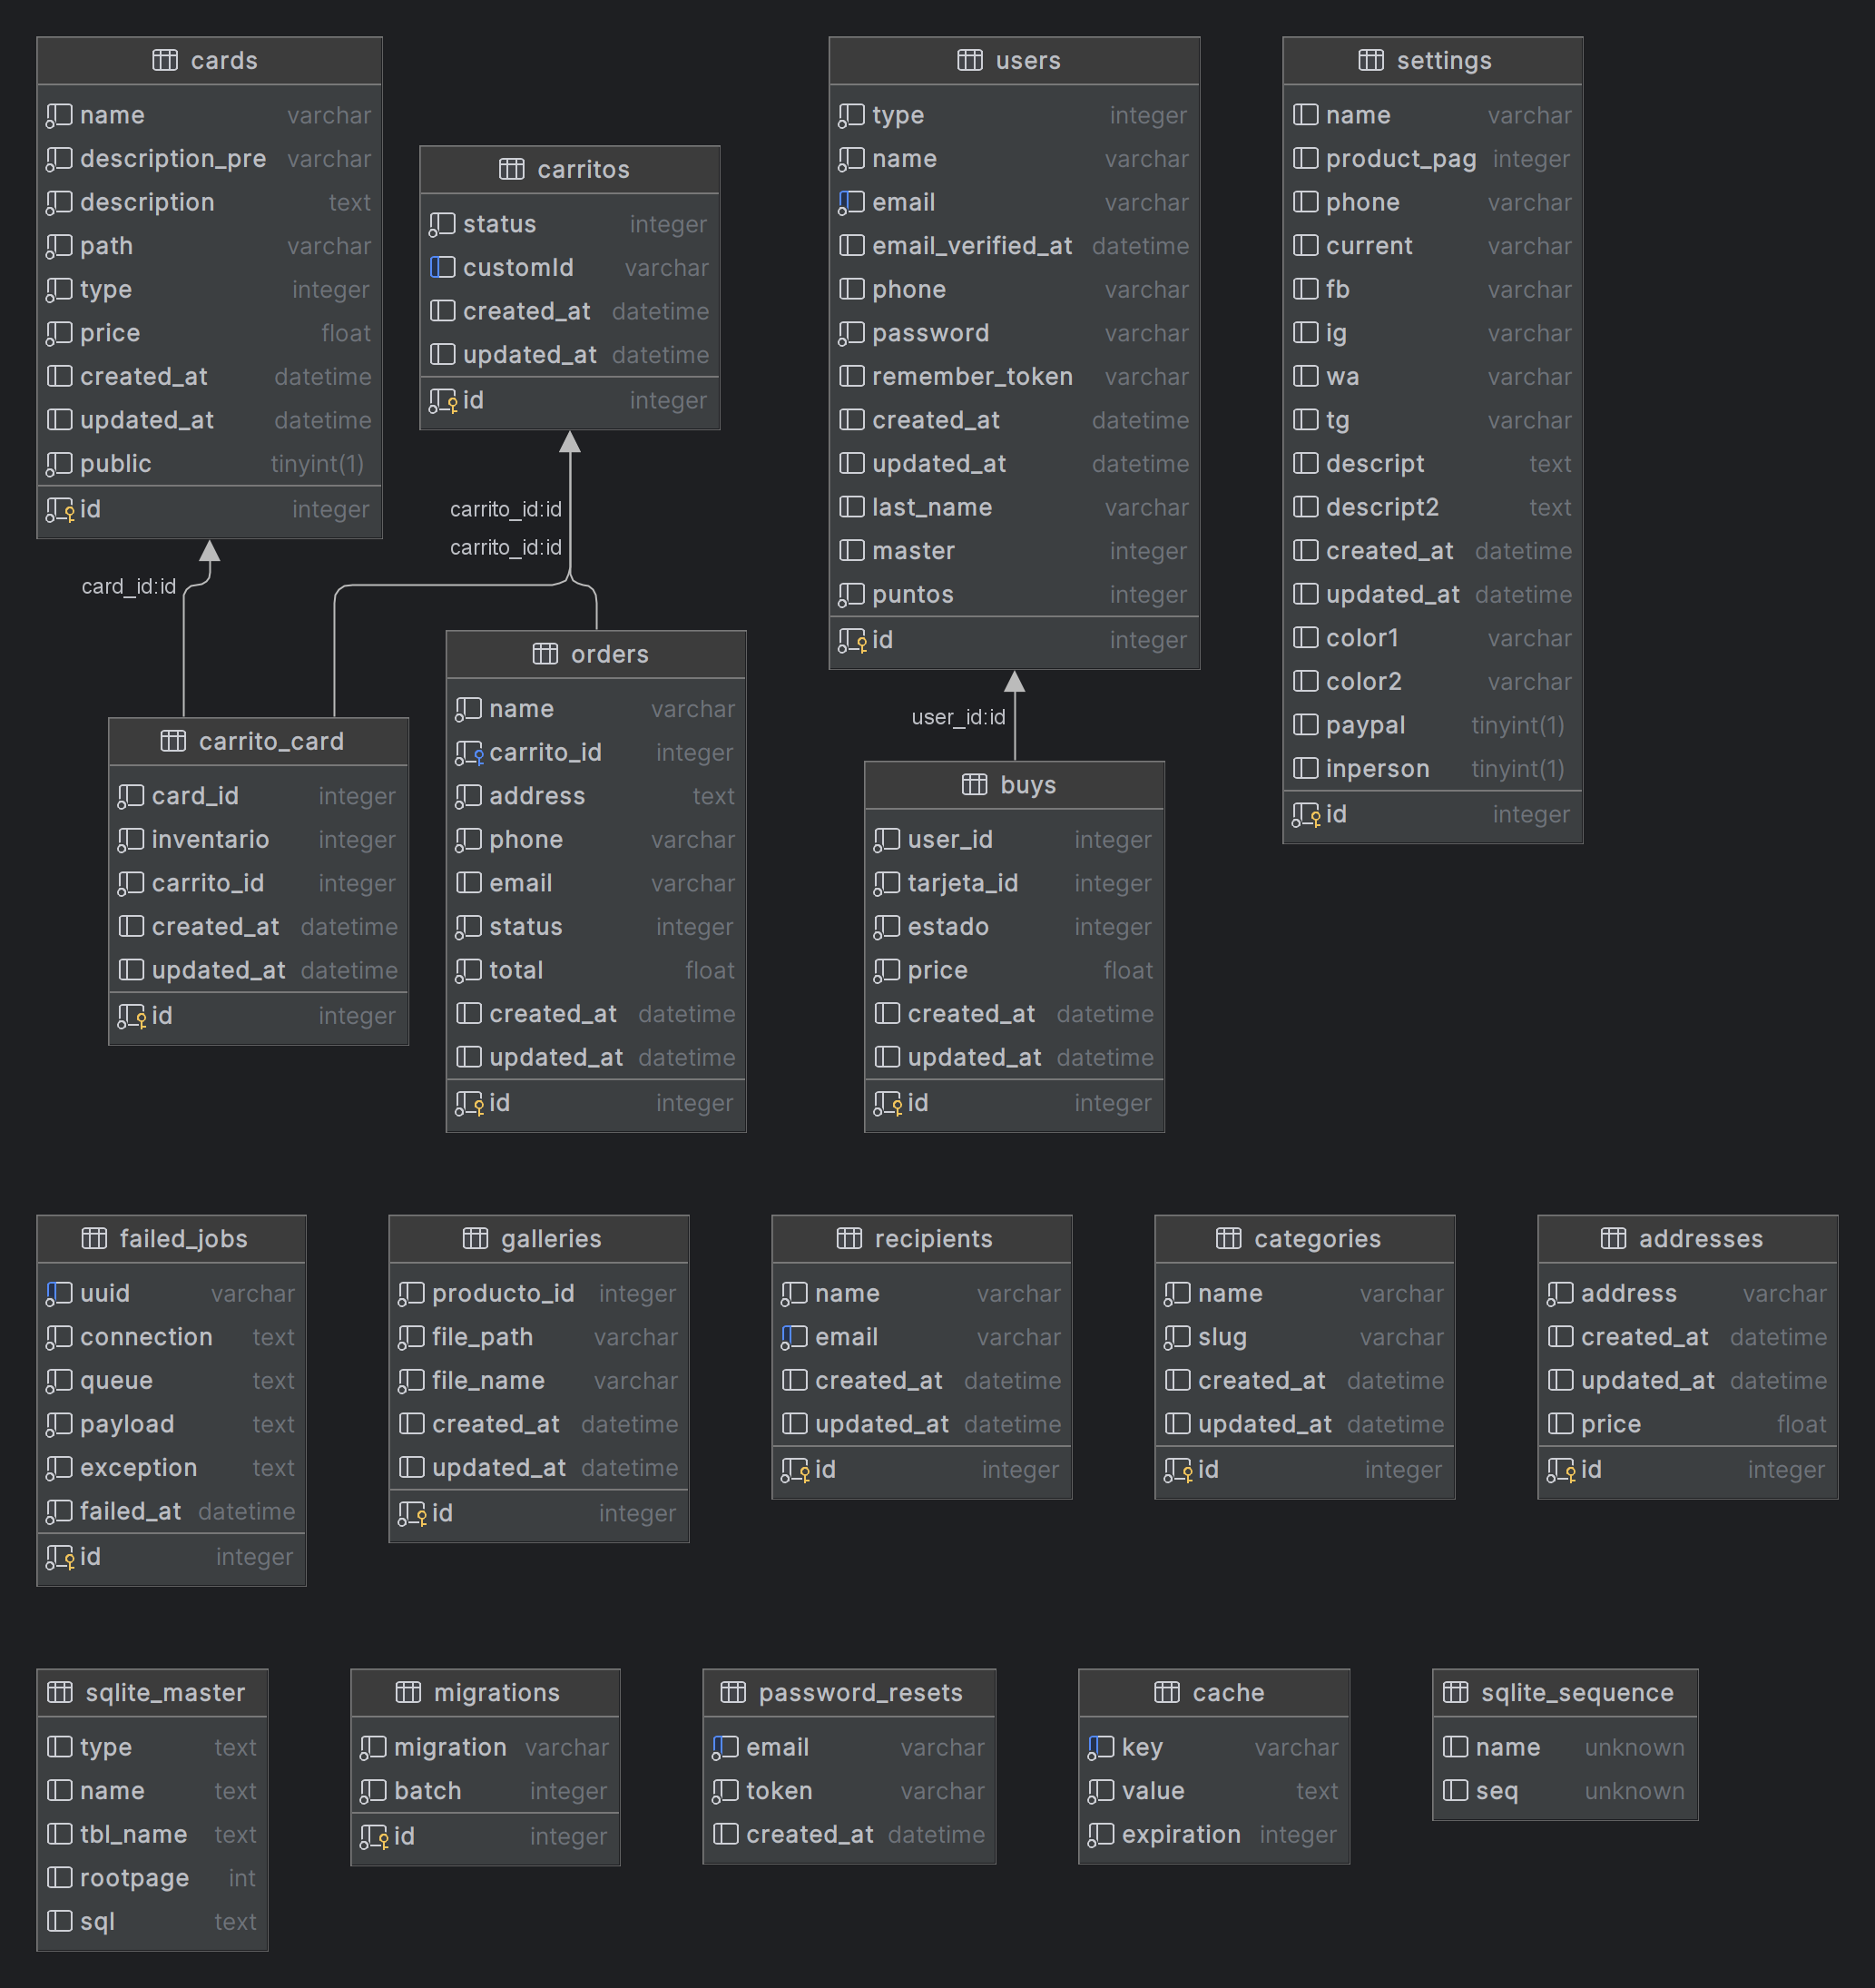 cards
name varchar
description_pre varchar
description text
path varchar
type integer
price float
created_at datetime
updated_at datetime
public tinyint(1)
id integer
carritos
status integer
customId varchar
created_at datetime
updated_at datetime
id integer
users
type integer
name varchar
email varchar
email_verified_at datetime
phone varchar
password varchar
remember_token varchar
created_at datetime
updated_at datetime
last_name varchar
master integer
puntos integer
id integer
settings
name varchar
product_pag integer
phone varchar
current varchar
fb varchar
ig varchar
wa varchar
tg varchar
descript text
descript2 text
created_at datetime
updated_at datetime
color1 varchar
color2 varchar
paypal tinyint(1)
inperson tinyint(1)
id integer
card_id:id
carrito_id:id
carrito_id:id
user_id:id
carrito_card
card_id integer
inventario integer
carrito_id integer
created_at datetime
updated_at datetime
id integer
orders
name varchar
carrito_id integer
address text
phone varchar
email varchar
status integer
total float
created_at datetime
updated_at datetime
id integer
buys
user_id integer
tarjeta_id integer
estado integer
price float
created_at datetime
updated_at datetime
id integer
failed_jobs
uuid varchar
connection text
queue text
payload text
exception text
failed_at datetime
id integer
galleries
producto_id integer
file_path varchar
file_name varchar
created_at datetime
updated_at datetime
id integer
recipients
name varchar
email varchar
created_at datetime
updated_at datetime
id integer
categories
name varchar
slug varchar
created_at datetime
updated_at datetime
id integer
addresses
address varchar
created_at datetime
updated_at datetime
price float
id integer
sqlite_master
type text
name text
tbl_name text
rootpage int
sql text
migrations
migration varchar
batch integer
id integer
password_resets
email varchar
token varchar
created_at datetime
cache
key varchar
value text
expiration integer
sqlite_sequence
name unknown
seq unknown